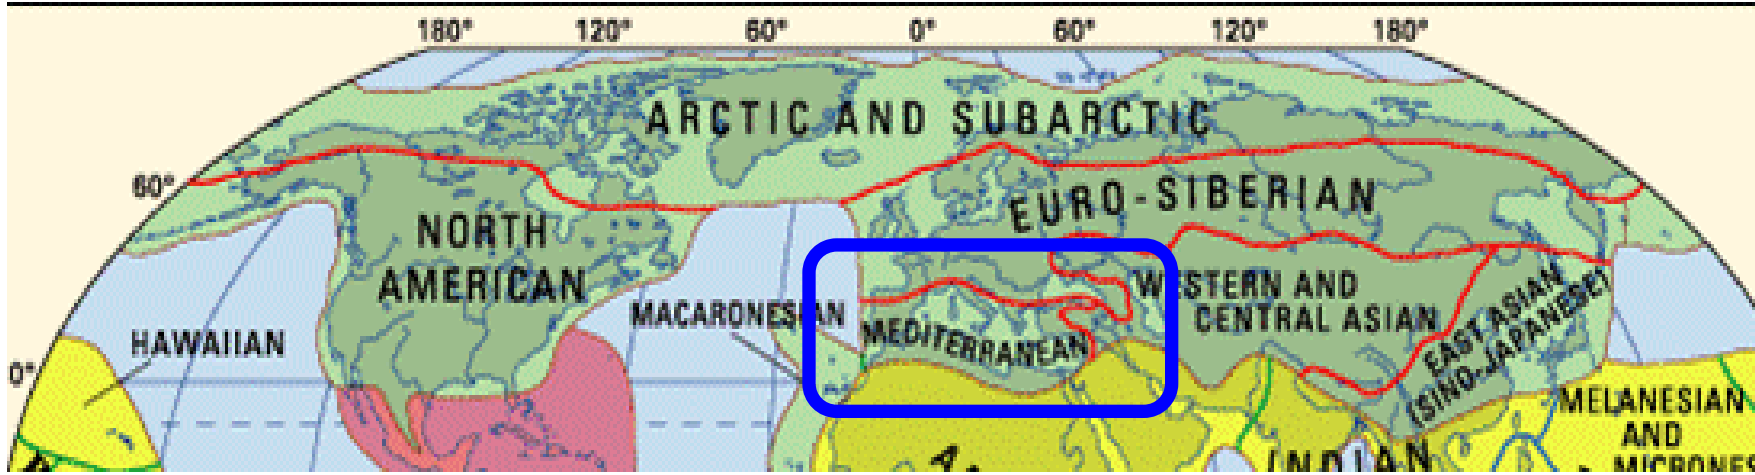 180° 120° 60° 0° 60° 120° 180°
ARCTIC AND SUBARCTIC
60°
EURO-SIBERIAN
NORTH
AMERICAN
WESTERN AND
CENTRAL ASIAN
EAST ASIAN
(SINO-JAPANESE)
MACARONESIAN
MEDITERRANEAN
HAWAIIAN
0°
MELANESIAN
AND
INDIAN